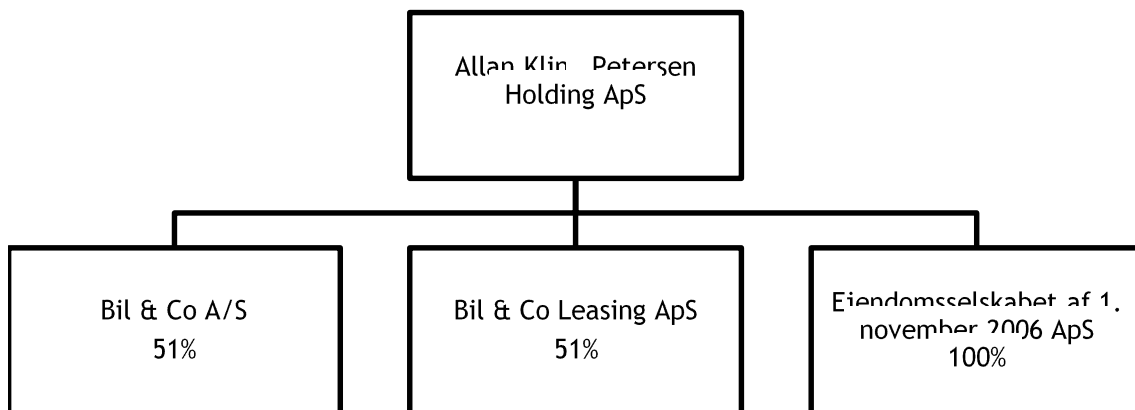 Allan Petersen
Holding ApS
Bil & Co A/S
51%
Bil & Co Leasing ApS
51%
Ejendomsselskabet af 1.
november 2006 ApS
100%